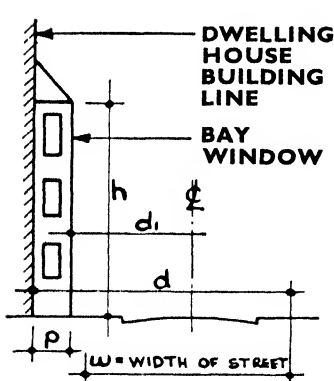 DWELLING
HOUSE
BUILDING
LINE
BAY
WINDOW
h
℄
d₁
d
p
w = WIDTH OF STREET